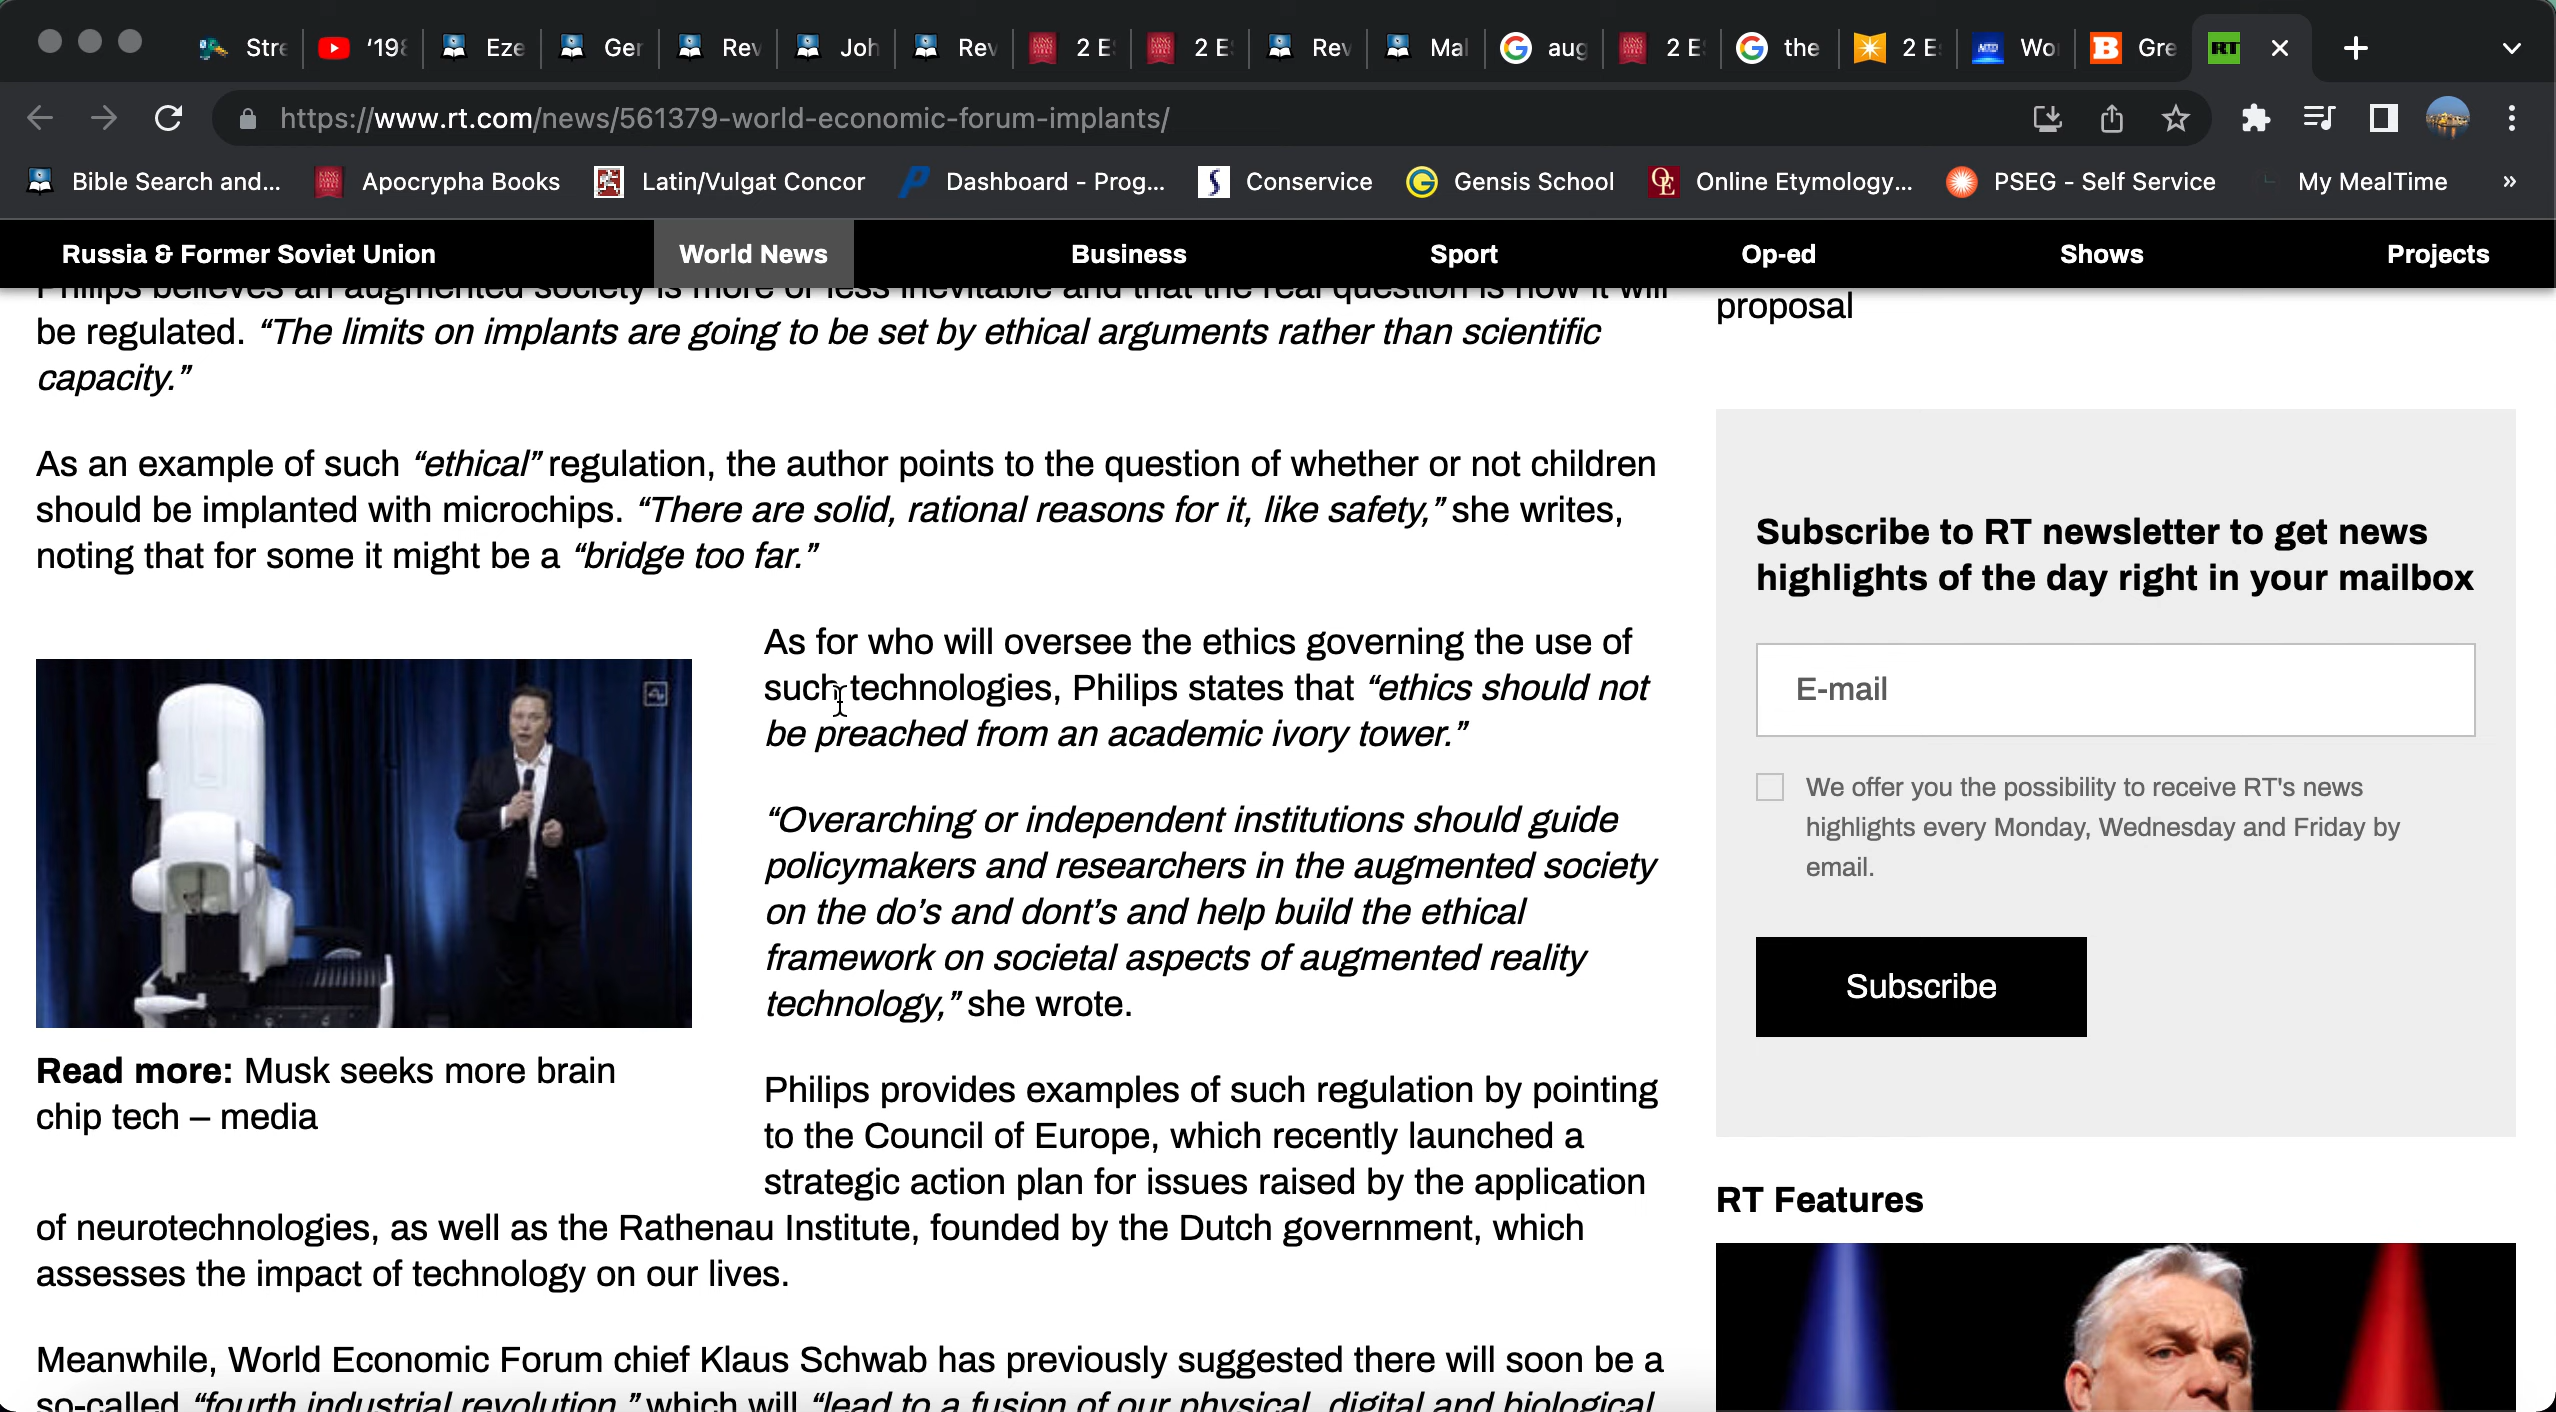 Stre
'198
Eze
Ger
Rev
Joh
Rev
2 E
2 E
Rev
Mal
aug
2 E
the
2 E
Wo
Gre
RT
https://www.rt.com/news/561379-world-economic-forum-implants/
Bible Search and...
Apocrypha Books
Latin/Vulgat Concor
Dashboard - Prog...
Conservice
Gensis School
Online Etymology...
PSEG - Self Service
My MealTime
Russia & Former Soviet Union
World News
Business
Sport
Op-ed
Shows
Projects
Philips believes an augmented society is more or less inevitable and that the real question is how it will
be regulated. “The limits on implants are going to be set by ethical arguments rather than scientific
capacity.”
As an example of such “ethical” regulation, the author points to the question of whether or not children
should be implanted with microchips. “There are solid, rational reasons for it, like safety,” she writes,
noting that for some it might be a “bridge too far.”
As for who will oversee the ethics governing the use of
such technologies, Philips states that “ethics should not
be preached from an academic ivory tower.”
“Overarching or independent institutions should guide
policymakers and researchers in the augmented society
on the do’s and dont’s and help build the ethical
framework on societal aspects of augmented reality
technology,” she wrote.
Read more: Musk seeks more brain
chip tech – media
Philips provides examples of such regulation by pointing
to the Council of Europe, which recently launched a
strategic action plan for issues raised by the application
of neurotechnologies, as well as the Rathenau Institute, founded by the Dutch government, which
assesses the impact of technology on our lives.
Meanwhile, World Economic Forum chief Klaus Schwab has previously suggested there will soon be a
so-called “fourth industrial revolution,” which will “lead to a fusion of our physical, digital and biological
proposal
Subscribe to RT newsletter to get news
highlights of the day right in your mailbox
E-mail
We offer you the possibility to receive RT's news
highlights every Monday, Wednesday and Friday by
email.
Subscribe
RT Features